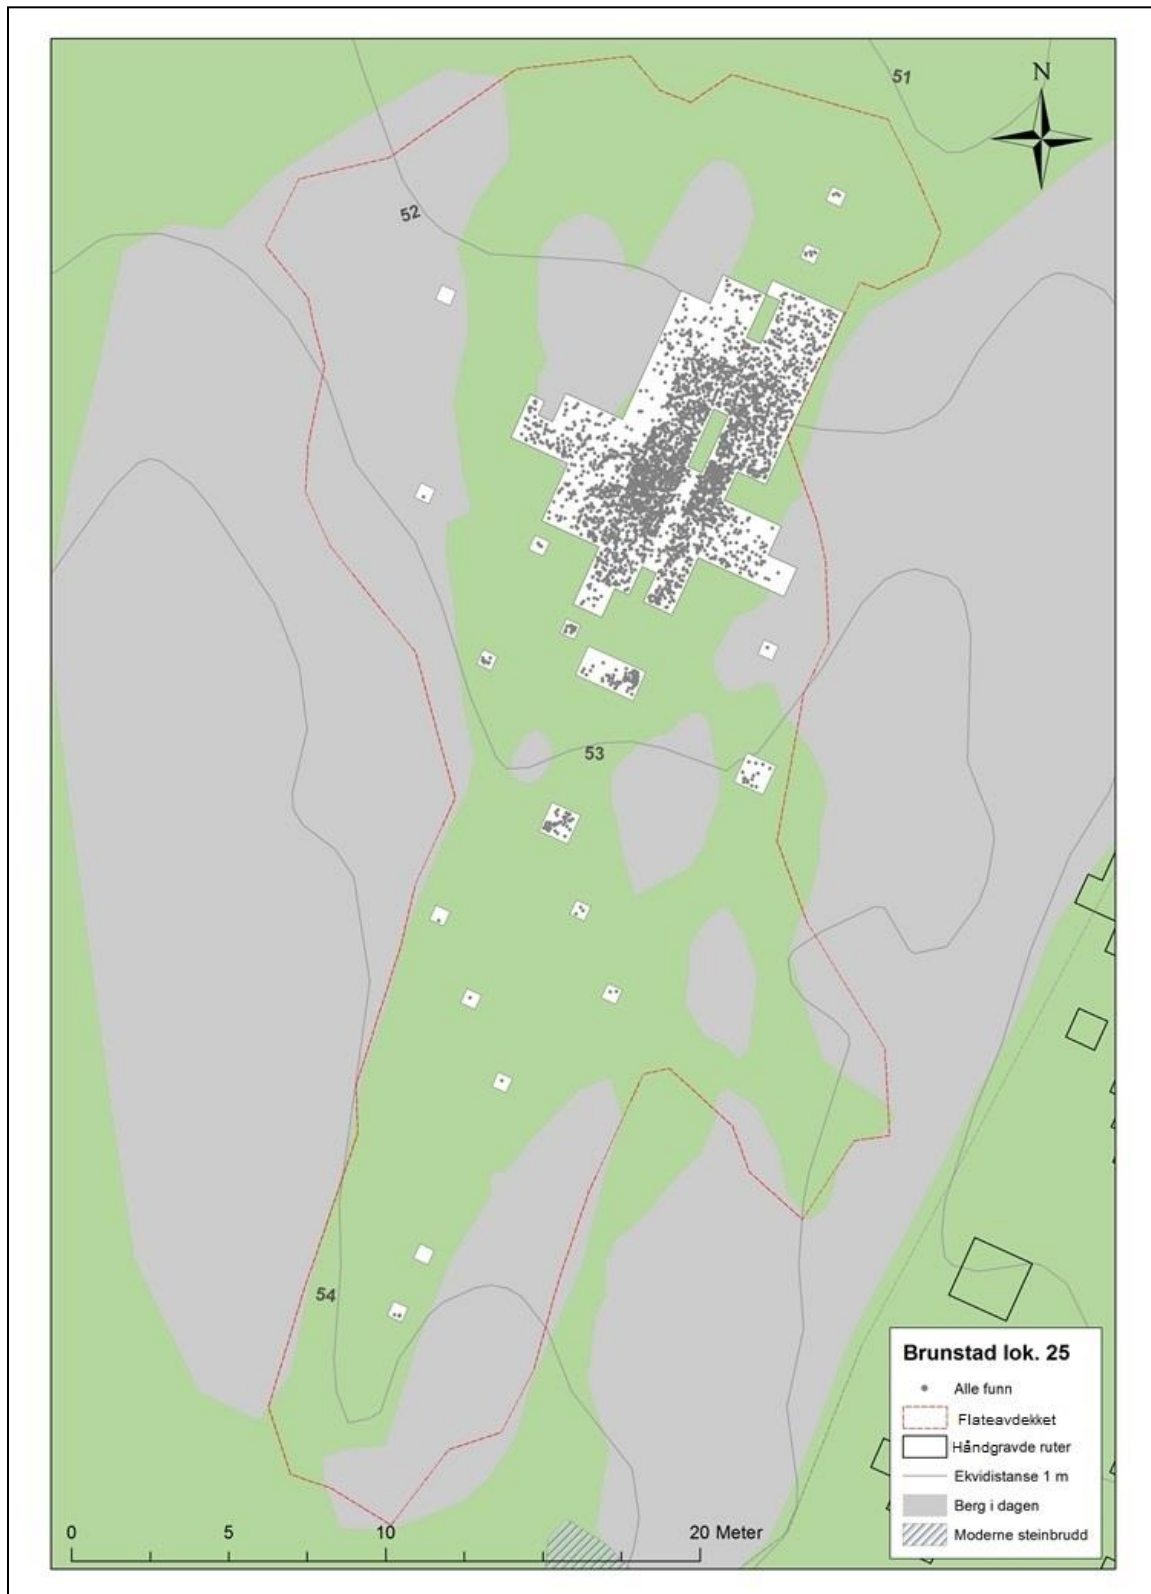 51
N
52
53
54
Brunstad lok. 25
Alle funn
Flateavdekket
Håndgravde ruter
Ekvidistanse 1 m
Berg i dagen
Moderne steinbrudd
0 5 10 20 Meter